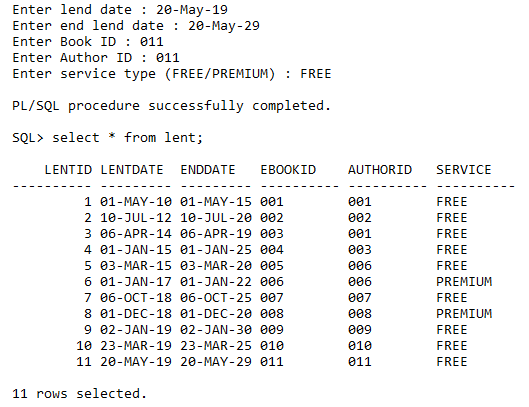 Enter lend date : 20-May-19
Enter end lend date : 20-May-29
Enter Book ID : 011
Enter Author ID : 011
Enter service type (FREE/PREMIUM) : FREE
PL/SQL procedure successfully completed.
SQL> select * from lent;
LENTID LENTDATE ENDDATE EBOOKID AUTHORID SERVICE
---------- --------- --------- ---------- ---------- ----------
1 01-MAY-10 01-MAY-15 001 001 FREE
2 10-JUL-12 10-JUL-20 002 002 FREE
3 06-APR-14 06-APR-19 003 001 FREE
4 01-JAN-15 01-JAN-25 004 003 FREE
5 03-MAR-15 03-MAR-20 005 006 FREE
6 01-JAN-17 01-JAN-22 006 006 PREMIUM
7 06-OCT-18 06-OCT-25 007 007 FREE
8 01-DEC-18 01-DEC-20 008 008 PREMIUM
9 02-JAN-19 02-JAN-30 009 009 FREE
10 23-MAR-19 23-MAR-25 010 010 FREE
11 20-MAY-19 20-MAY-29 011 011 FREE
11 rows selected.